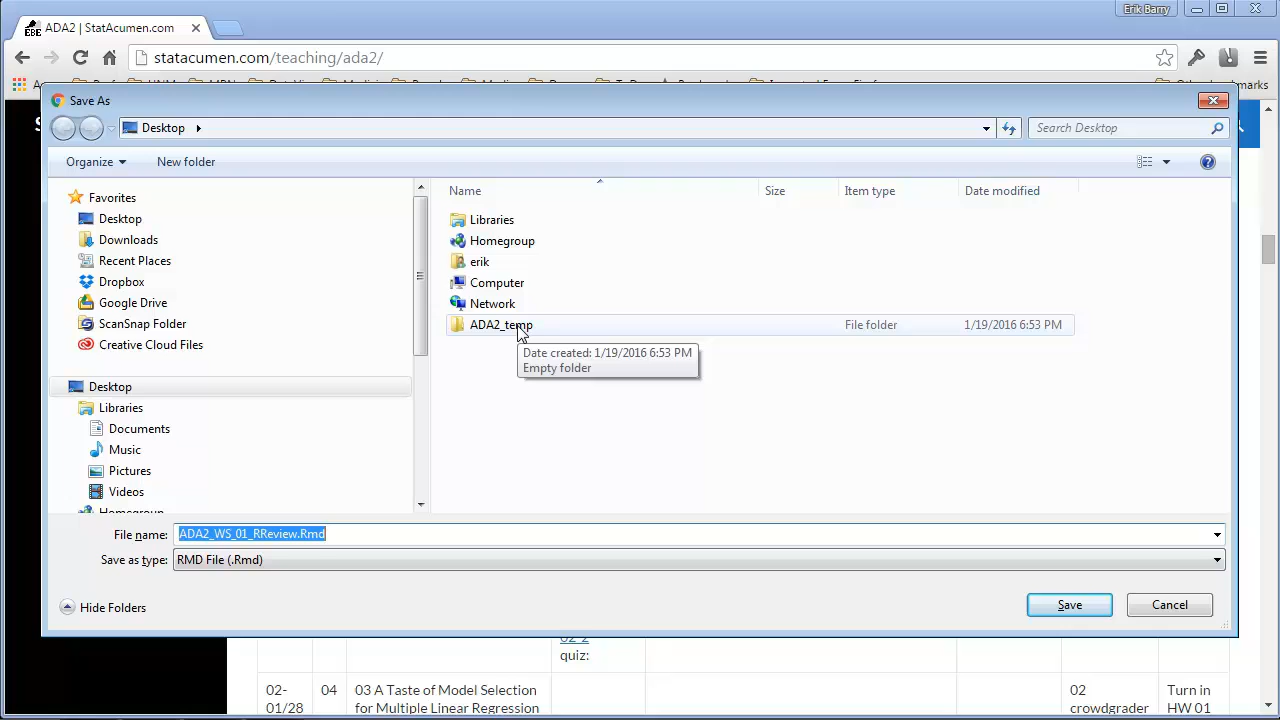 Erik Barry
EBE
ADA2 | StatAcumen.com
statacumen.com/teaching/ada2/
Save As
Desktop
Search Desktop
Organize
New folder
Name
Size
Item type
Date modified
Favorites
Desktop
Downloads
Recent Places
Dropbox
Google Drive
ScanSnap Folder
Creative Cloud Files
Desktop
Libraries
Documents
Music
Pictures
Videos
Homegroup
Libraries
Homegroup
erik
Computer
Network
ADA2_temp
File folder
1/19/2016 6:53 PM
Date created: 1/19/2016 6:53 PM
Empty folder
File name:
ADA2_WS_01_RReview.Rmd
Save as type:
RMD File (.Rmd)
Hide Folders
Save
Cancel
02-2
quiz:
02-
01/28
04
03 A Taste of Model Selection
for Multiple Linear Regression
02
crowdgrader
Turn in
HW 01